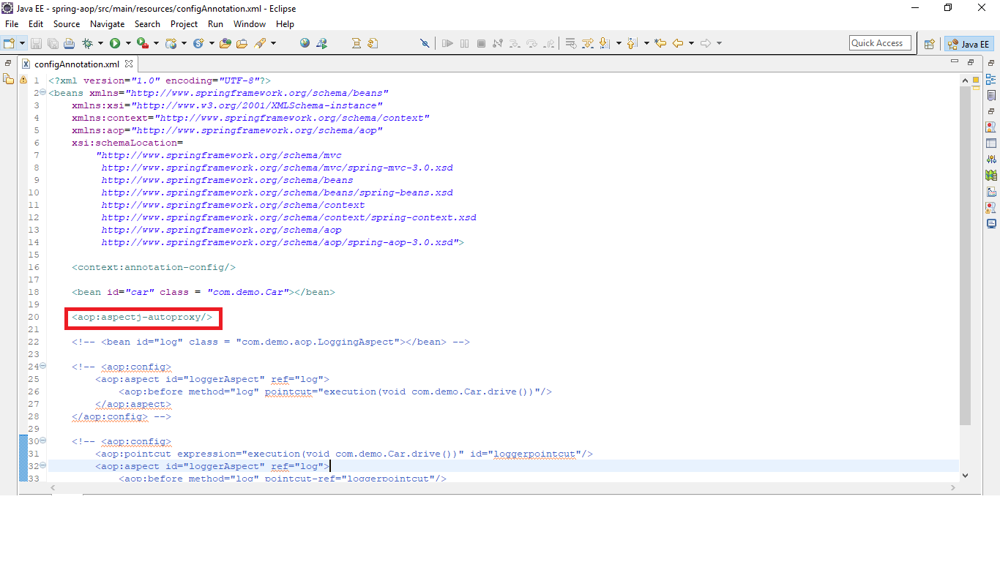 Java EE - spring-aop/src/main/resources/configAnnotation.xml - Eclipse
File Edit Source Navigate Search Project Run Window Help
Quick Access
Java EE
configAnnotation.xml
1 <?xml version="1.0" encoding="UTF-8"?>
2 <beans xmlns="http://www.springframework.org/schema/beans"
3 xmlns:xsi="http://www.w3.org/2001/XMLSchema-instance"
4 xmlns:context="http://www.springframework.org/schema/context"
5 xmlns:aop="http://www.springframework.org/schema/aop"
6 xsi:schemaLocation=
7 "http://www.springframework.org/schema/mvc
8 http://www.springframework.org/schema/mvc/spring-mvc-3.0.xsd
9 http://www.springframework.org/schema/beans
10 http://www.springframework.org/schema/beans/spring-beans.xsd
11 http://www.springframework.org/schema/context
12 http://www.springframework.org/schema/context/spring-context.xsd
13 http://www.springframework.org/schema/aop
14 http://www.springframework.org/schema/aop/spring-aop-3.0.xsd">
15
16 <context:annotation-config/>
17
18 <bean id="car" class = "com.demo.Car"></bean>
19
20 <aop:aspectj-autoproxy/>
21
22 <!-- <bean id="log" class = "com.demo.aop.LoggingAspect"></bean> -->
23
24 <!-- <aop:config>
25 <aop:aspect id="loggerAspect" ref="log">
26 <aop:before method="log" pointcut="execution(void com.demo.Car.drive())"/>
27 </aop:aspect>
28 </aop:config> -->
29
30 <!-- <aop:config>
31 <aop:pointcut expression="execution(void com.demo.Car.drive())" id="loggerpointcut"/>
32 <aop:aspect id="loggerAspect" ref="log">
33 <aop:before method="log" pointcut-ref="loggerpointcut"/>